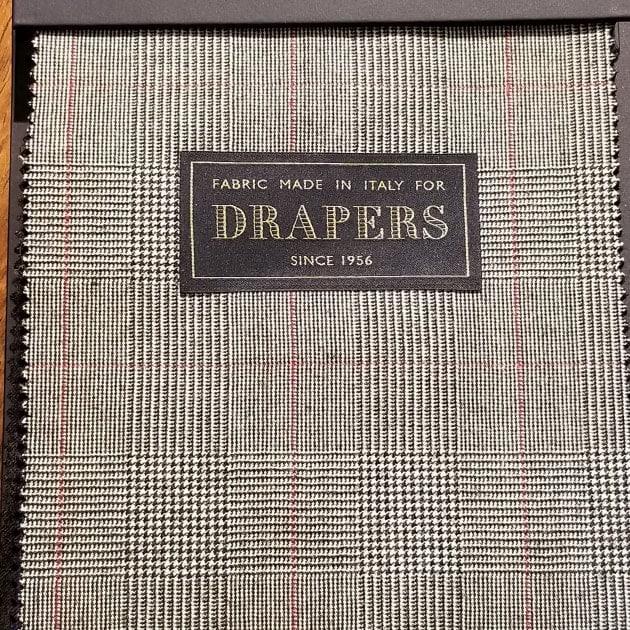 FABRIC MADE IN ITALY FOR
DRAPERS
SINCE 1956